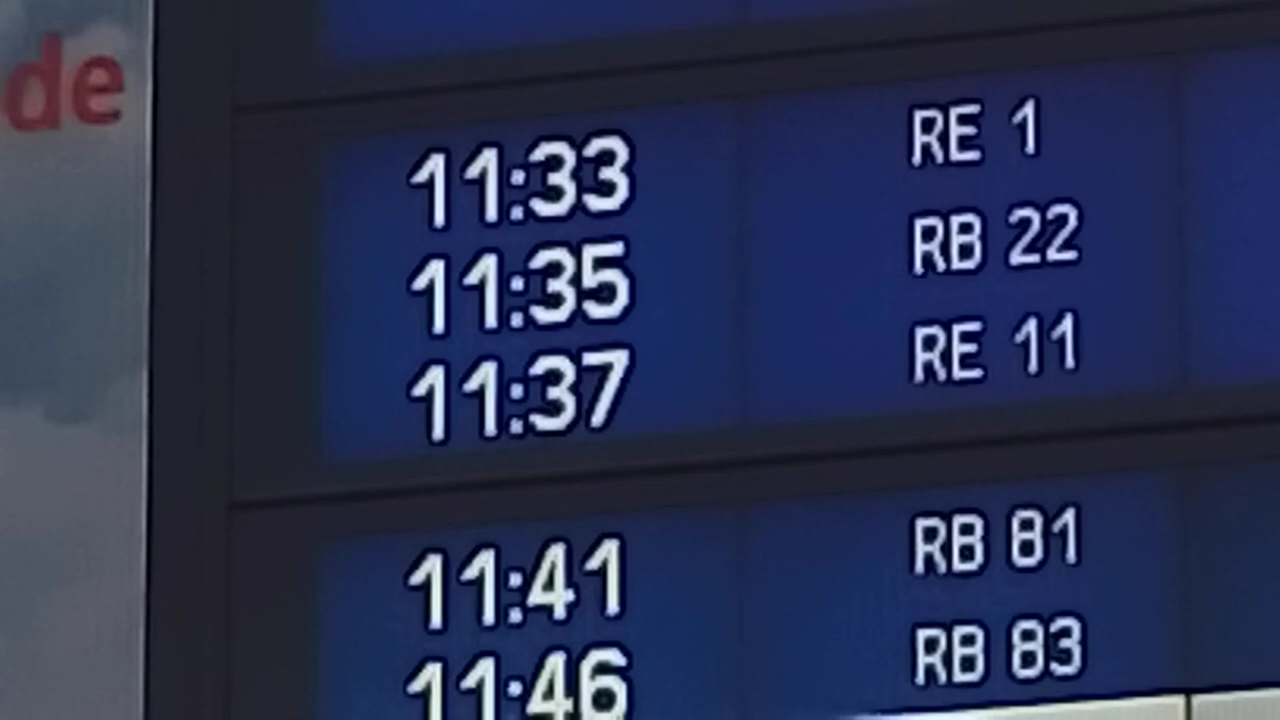 de
11:33 RE 1
11:35 RB 22
11:37 RE 11
11:41 RB 81
11:46 RB 83